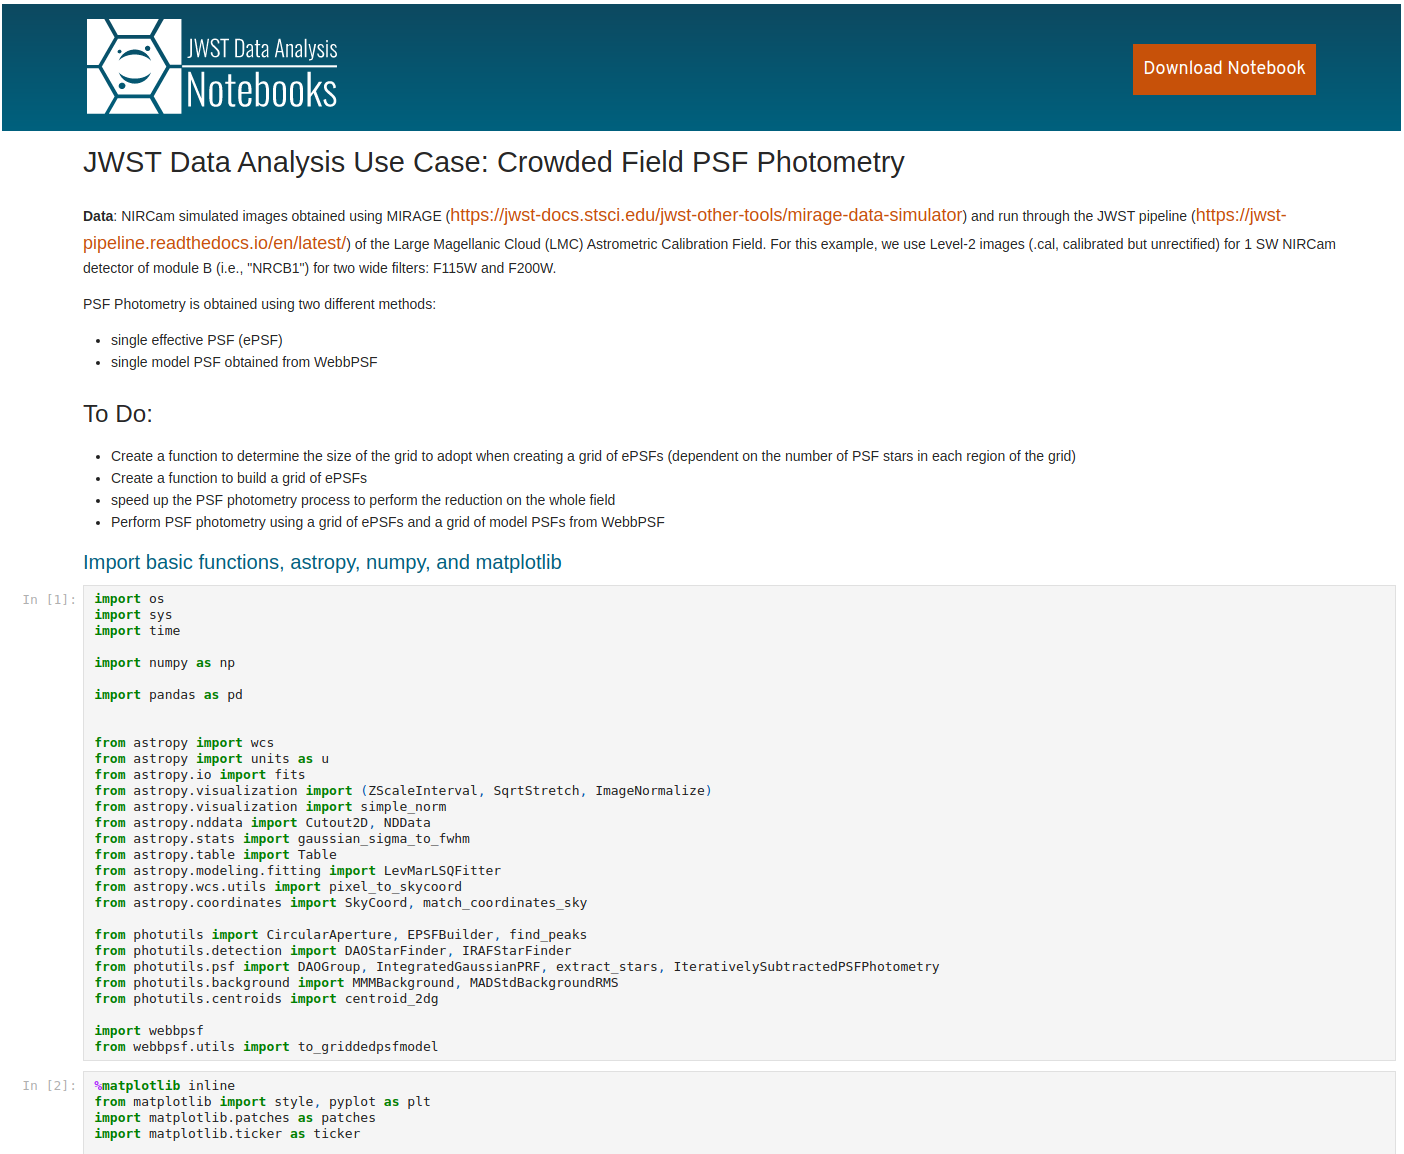 JWST Data Analysis
Notebooks
Download Notebook
JWST Data Analysis Use Case: Crowded Field PSF Photometry
Data: NIRCam simulated images obtained using MIRAGE (https://jwst-docs.stsci.edu/jwst-other-tools/mirage-data-simulator) and run through the JWST pipeline (https://jwst-
pipeline.readthedocs.io/en/latest/) of the Large Magellanic Cloud (LMC) Astrometric Calibration Field. For this example, we use Level-2 images (.cal, calibrated but unrectified) for 1 SW NIRCam
detector of module B (i.e., "NRCB1") for two wide filters: F115W and F200W.
PSF Photometry is obtained using two different methods:
• single effective PSF (ePSF)
• single model PSF obtained from WebbPSF
To Do:
• Create a function to determine the size of the grid to adopt when creating a grid of ePSFs (dependent on the number of PSF stars in each region of the grid)
• Create a function to build a grid of ePSFs
• speed up the PSF photometry process to perform the reduction on the whole field
• Perform PSF photometry using a grid of ePSFs and a grid of model PSFs from WebbPSF
Import basic functions, astropy, numpy, and matplotlib
In [1]:
import os
import sys
import time
import numpy as np
import pandas as pd
from astropy import wcs
from astropy import units as u
from astropy.io import fits
from astropy.visualization import (ZScaleInterval, SqrtStretch, ImageNormalize)
from astropy.visualization import simple_norm
from astropy.nddata import Cutout2D, NDData
from astropy.stats import gaussian_sigma_to_fwhm
from astropy.table import Table
from astropy.modeling.fitting import LevMarLSQFitter
from astropy.wcs.utils import pixel_to_skycoord
from astropy.coordinates import SkyCoord, match_coordinates_sky
from photutils import CircularAperture, EPSFBuilder, find_peaks
from photutils.detection import DAOStarFinder, IRAFStarFinder
from photutils.psf import DAOGroup, IntegratedGaussianPRF, extract_stars, IterativelySubtractedPSFPhotometry
from photutils.background import MMMBackground, MADStdBackgroundRMS
from photutils.centroids import centroid_2dg
import webbpsf
from webbpsf.utils import to_griddedpsfmodel
In [2]:
%matplotlib inline
from matplotlib import style, pyplot as plt
import matplotlib.patches as patches
import matplotlib.ticker as ticker